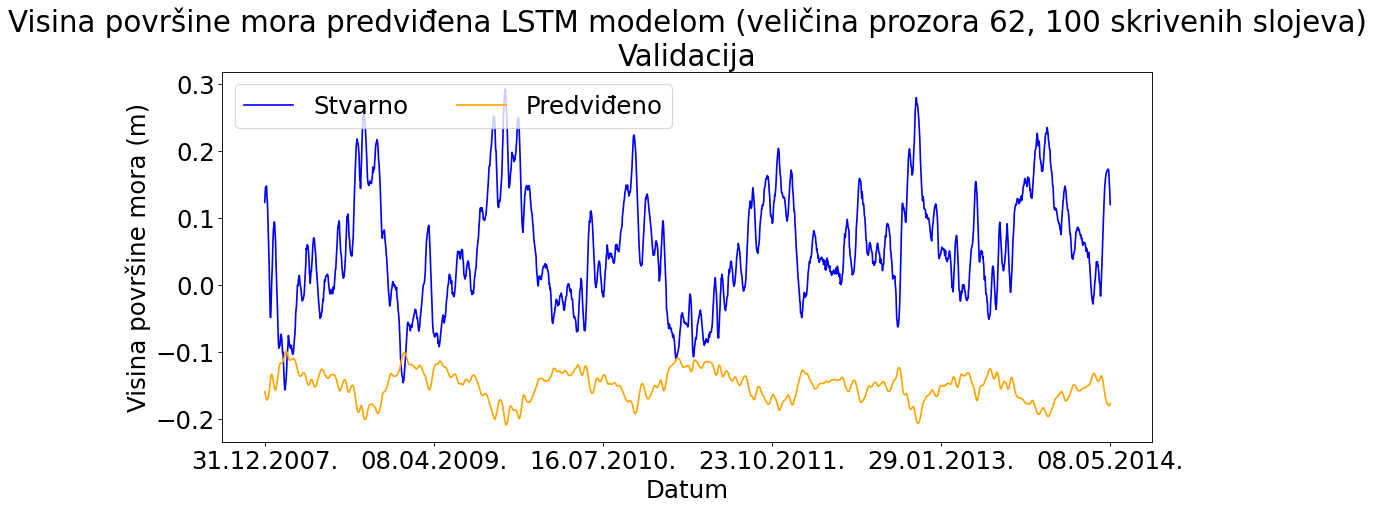 Visina površine mora predviđena LSTM modelom (veličina prozora 62, 100 skrivenih slojeva)
Validacija
Stvarno Predviđeno
Visina površine mora (m)
0.3
0.2
0.1
0.0
−0.1
−0.2
31.12.2007. 08.04.2009. 16.07.2010. 23.10.2011. 29.01.2013. 08.05.2014.
Datum